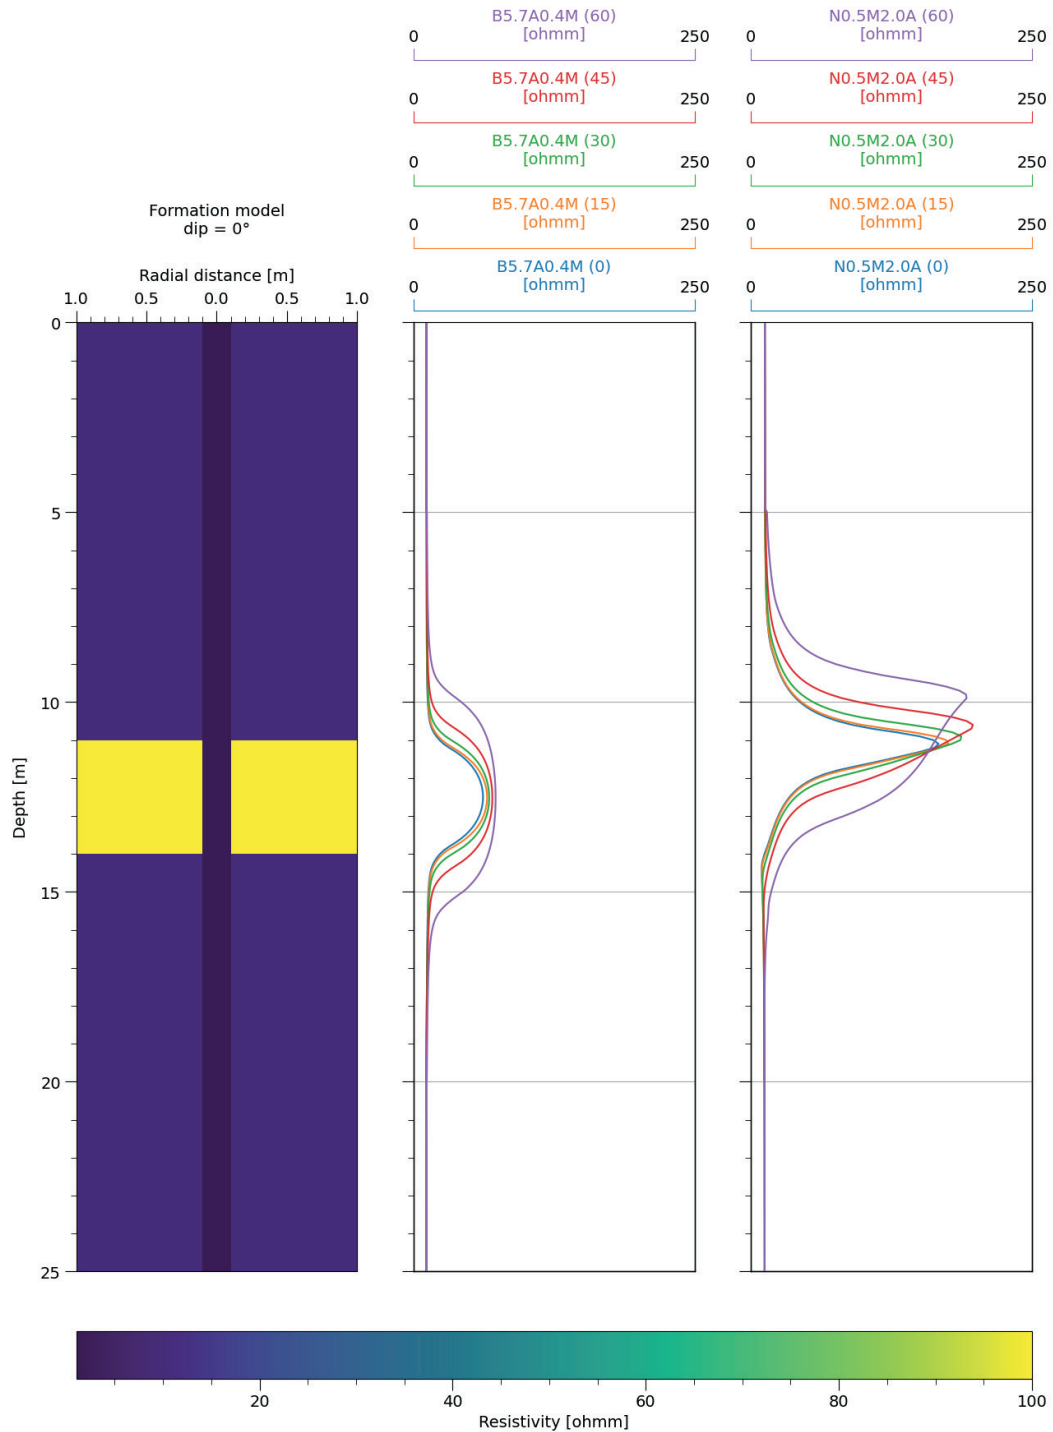 B5.7A0.4M (60)
[ohmm]
0 250
N0.5M2.0A (60)
[ohmm]
0 250
B5.7A0.4M (45)
[ohmm]
0 250
N0.5M2.0A (45)
[ohmm]
0 250
B5.7A0.4M (30)
[ohmm]
0 250
N0.5M2.0A (30)
[ohmm]
0 250
B5.7A0.4M (15)
[ohmm]
0 250
N0.5M2.0A (15)
[ohmm]
0 250
B5.7A0.4M (0)
[ohmm]
0 250
N0.5M2.0A (0)
[ohmm]
0 250
Formation model
dip = 0°
Radial distance [m]
1.0 0.5 0.0 0.5 1.0
Depth [m]
0
5
10
15
20
25
20 40 60 80 100
Resistivity [ohmm]